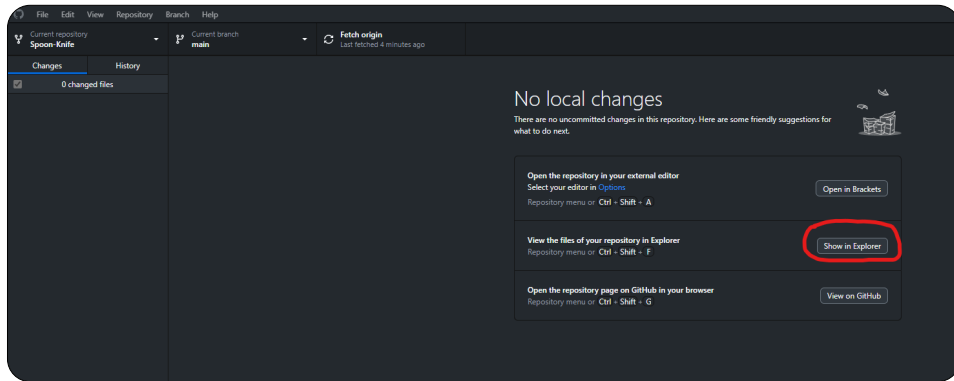 File Edit View Repository Branch Help
Current repository
Spoon-Knife
Current branch
main
Fetch origin
Last fetched 4 minutes ago
Changes History
0 changed files
No local changes
There are no uncommitted changes in this repository. Here are some friendly suggestions for
what to do next.
Open the repository in your external editor
Select your editor in Options
Repository menu or Ctrl + Shift + A
Open in Brackets
View the files of your repository in Explorer
Repository menu or Ctrl + Shift + F
Show in Explorer
Open the repository page on GitHub in your browser
Repository menu or Ctrl + Shift + G
View on GitHub